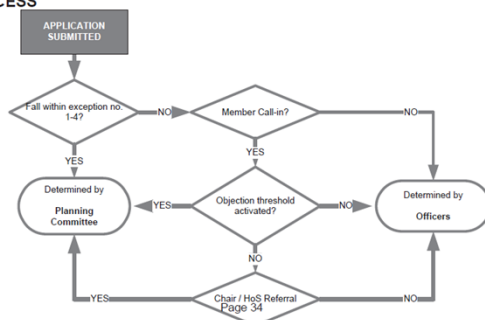 CESS
APPLICATION
SUBMITTED
Fall within exception no.
1-4?
NO
Member Call-in?
NO
YES
YES
Determined by
Planning
Committee
YES
Objection threshold
activated?
NO
NO
Determined by
Officers
NO
YES
Chair / HoS Referral
NO
Page 34